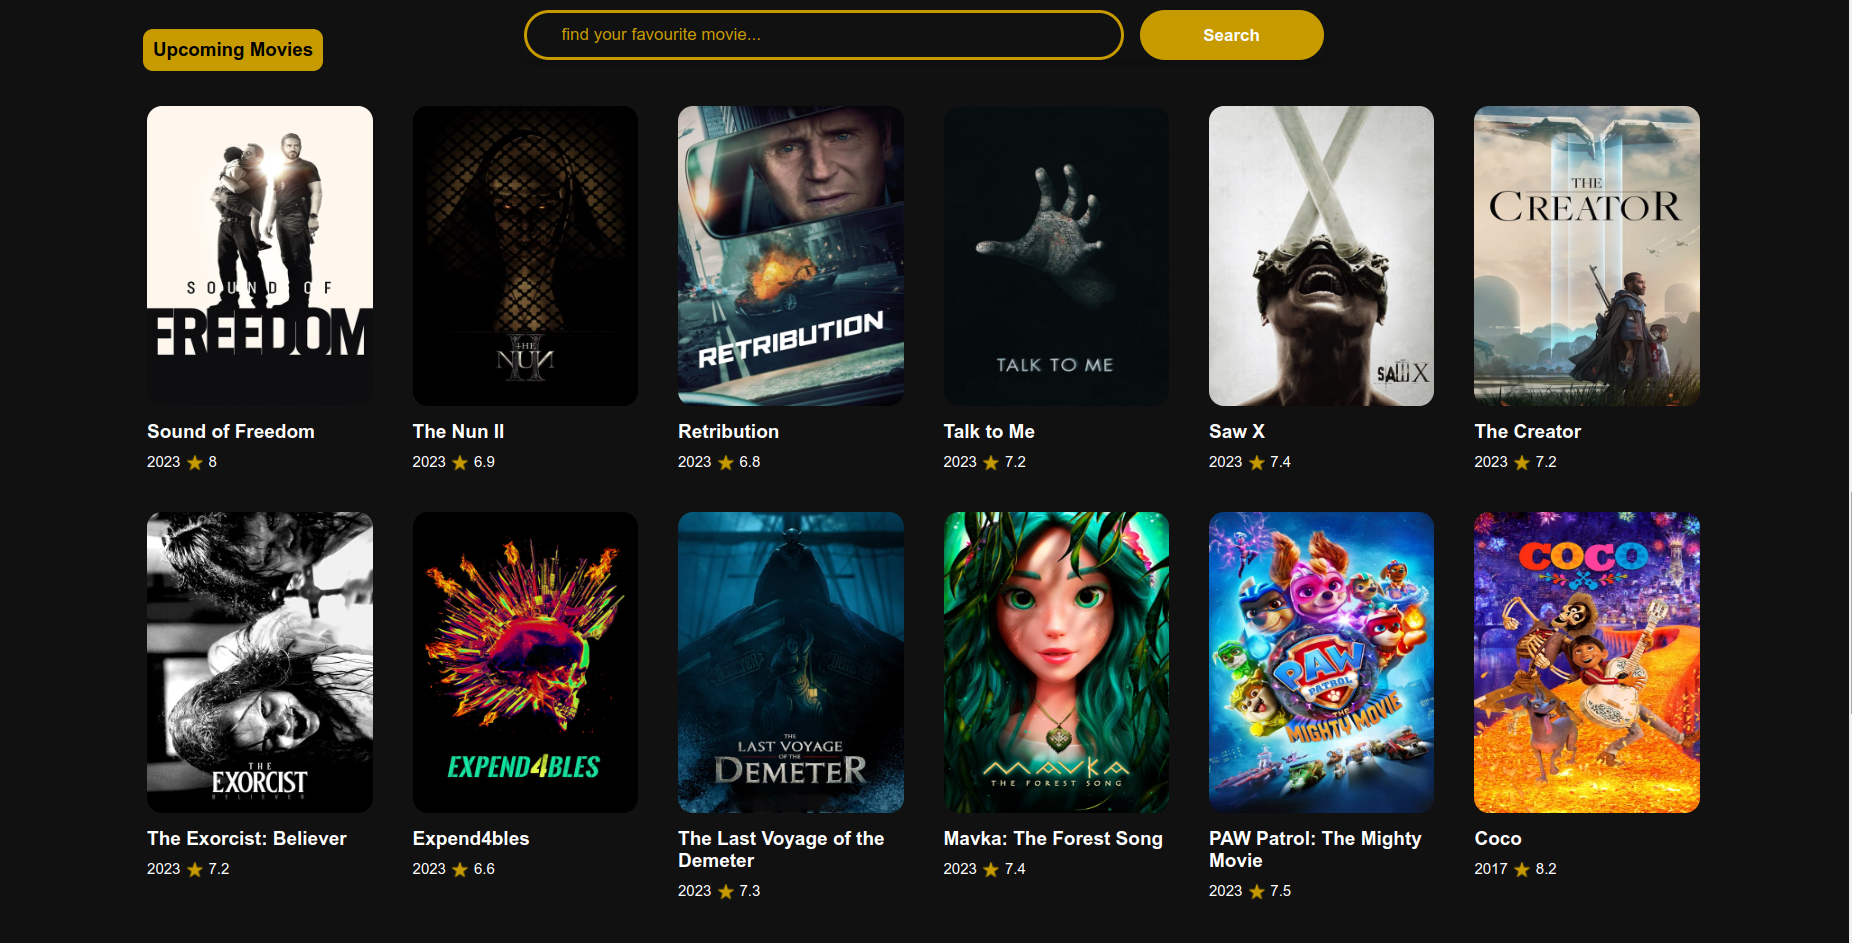 Upcoming Movies
find your favourite movie...
Search
SOUND OF
FREEDOM
THE
NUN
II
RETRIBUTION
TALK TO ME
SAW X
THE
CREATOR
Sound of Freedom
The Nun II
Retribution
Talk to Me
Saw X
The Creator
2023 8
2023 6.9
2023 6.8
2023 7.2
2023 7.4
2023 7.2
THE
EXORCIST
BELIEVER
EXPEND4BLES
THE
LAST VOYAGE
OF THE
DEMETER
MAVKA
THE FOREST SONG
PAW
PATROL
THE
MIGHTY MOVIE
COCO
The Exorcist: Believer
Expend4bles
The Last Voyage of the
Demeter
Mavka: The Forest Song
PAW Patrol: The Mighty
Movie
Coco
2023 7.2
2023 6.6
2023 7.3
2023 7.4
2023 7.5
2017 8.2